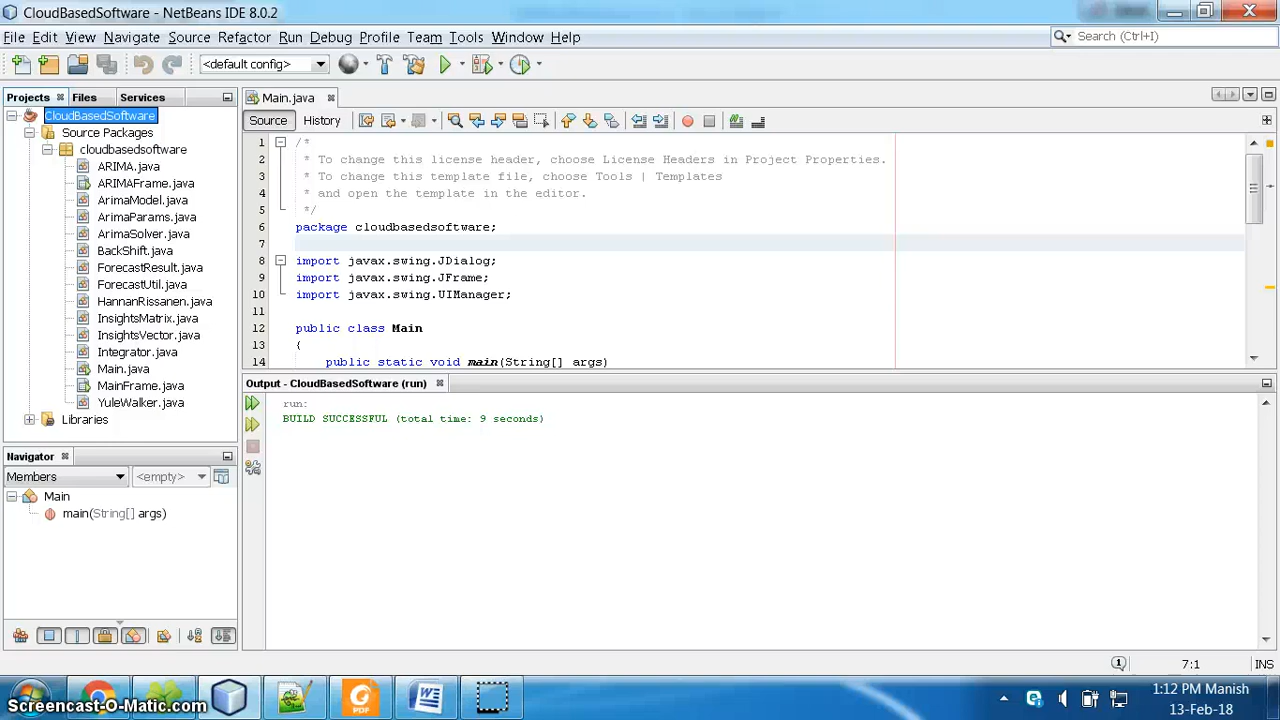 CloudBasedSoftware - NetBeans IDE 8.0.2
File Edit View Navigate Source Refactor Run Debug Profile Team Tools Window Help
Search (Ctrl+I)
<default config>
Projects Files Services
CloudBasedSoftware
Source Packages
cloudbasedsoftware
ARIMA.java
ARIMAFrame.java
ArimaModel.java
ArimaParams.java
ArimaSolver.java
BackShift.java
ForecastResult.java
ForecastUtil.java
HannanRissanen.java
InsightsMatrix.java
InsightsVector.java
Integrator.java
Main.java
MainFrame.java
YuleWalker.java
Libraries
Navigator
Members <empty>
Main
main(String[] args)
Main.java
Source History
1 /*
2 * To change this license header, choose License Headers in Project Properties.
3 * To change this template file, choose Tools | Templates
4 * and open the template in the editor.
5 */
6 package cloudbasedsoftware;
7
8 import javax.swing.JDialog;
9 import javax.swing.JFrame;
10 import javax.swing.UIManager;
11
12 public class Main
13 {
14 public static void main(String[] args)
Output - CloudBasedSoftware (run)
run:
BUILD SUCCESSFUL (total time: 9 seconds)
1 7:1 INS
PDF
Screencast-O-Matic.com
1:12 PM Manish
13-Feb-18